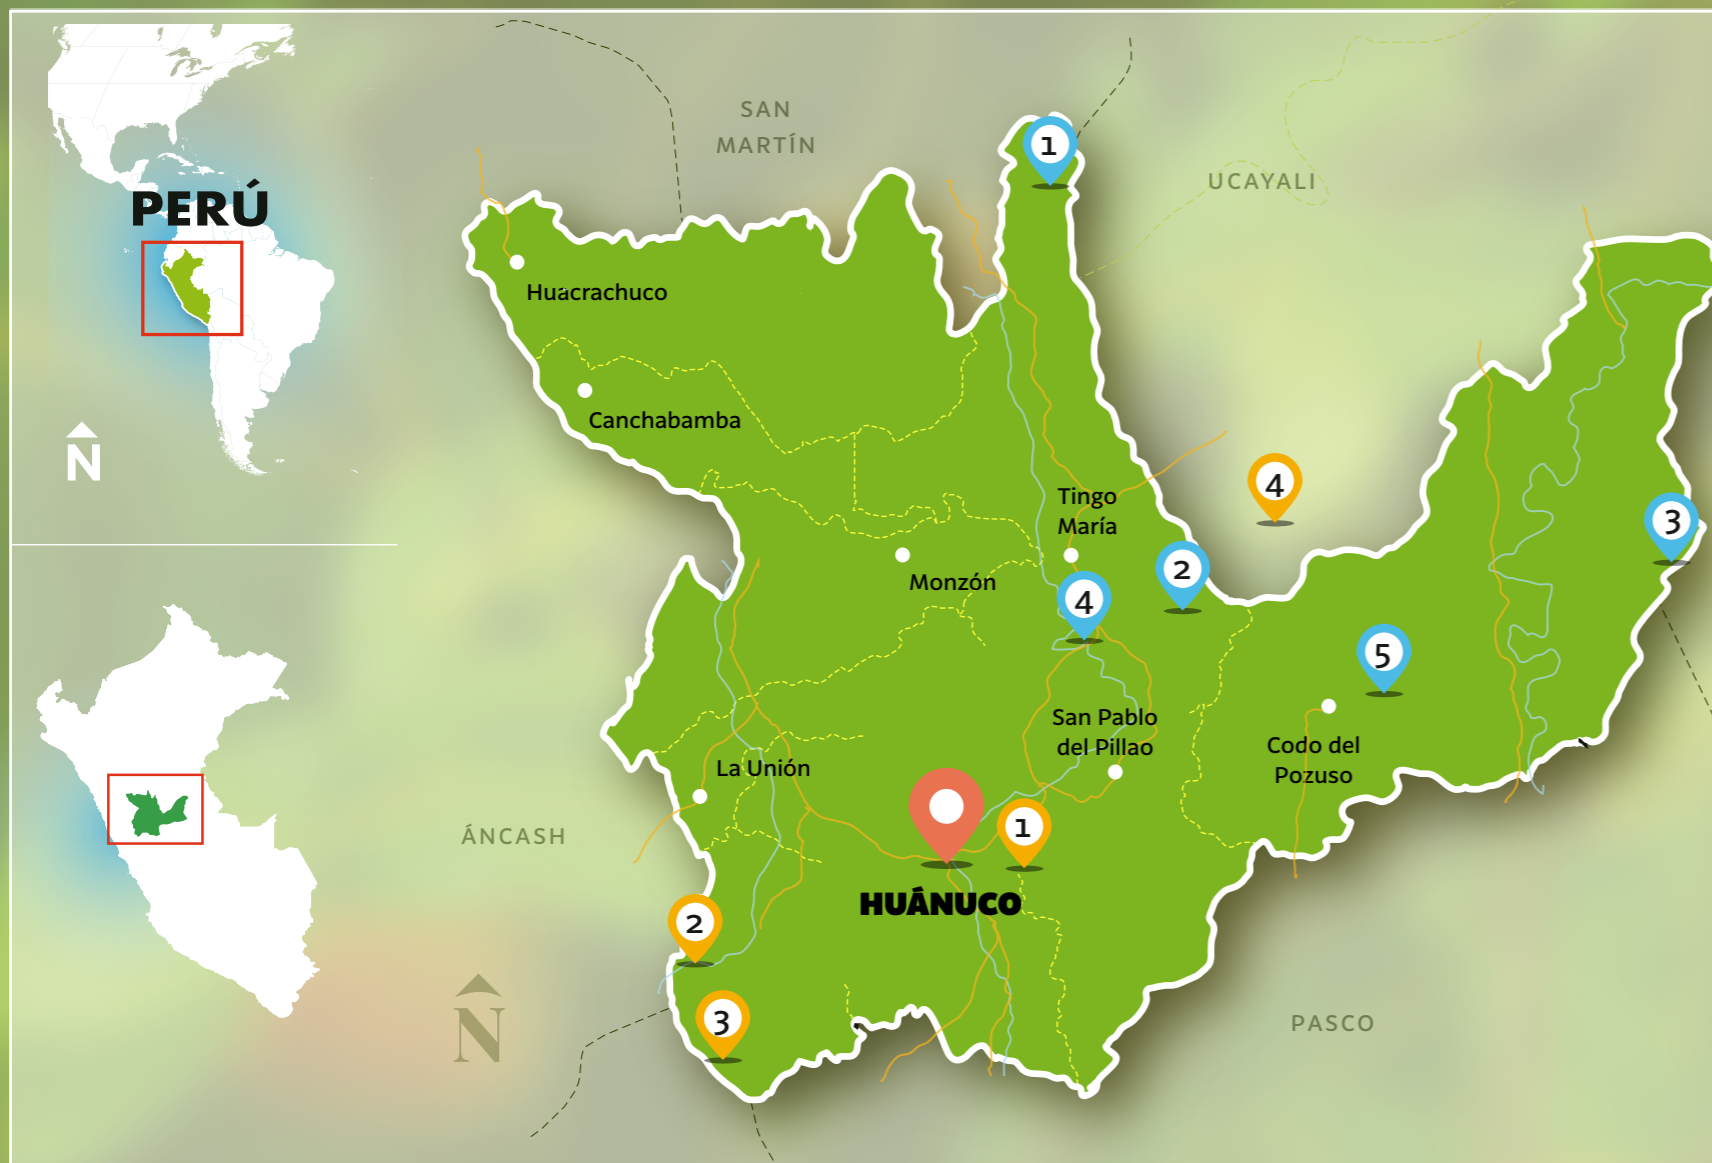 PERÚ
N
N
SAN
MARTÍN
UCAYALI
ÁNCASH
PASCO
1
Huacrachuco
Canchabamba
4
Tingo
María
3
2
Monzón
4
5
San Pablo
del Pillao
Codo del
Pozuso
La Unión
1
HUÁNUCO
2
3